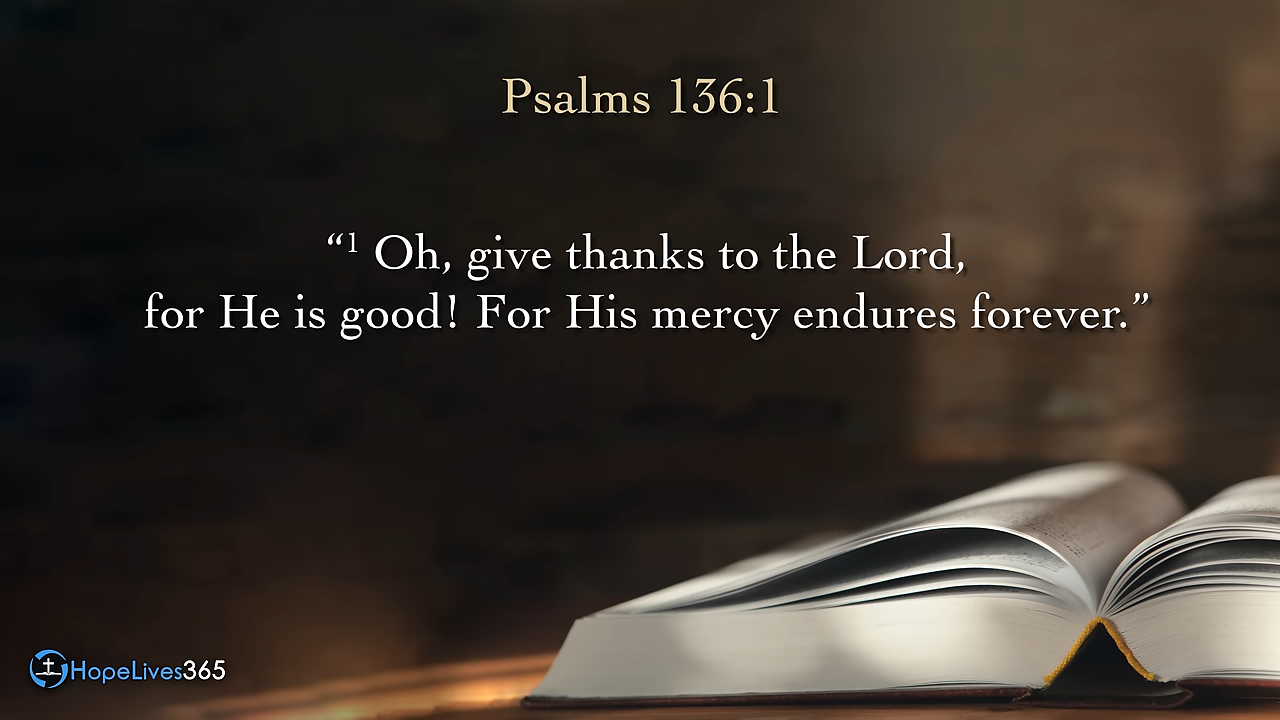 Psalms 136:1
“¹ Oh, give thanks to the Lord,
for He is good! For His mercy endures forever.”
HopeLives365